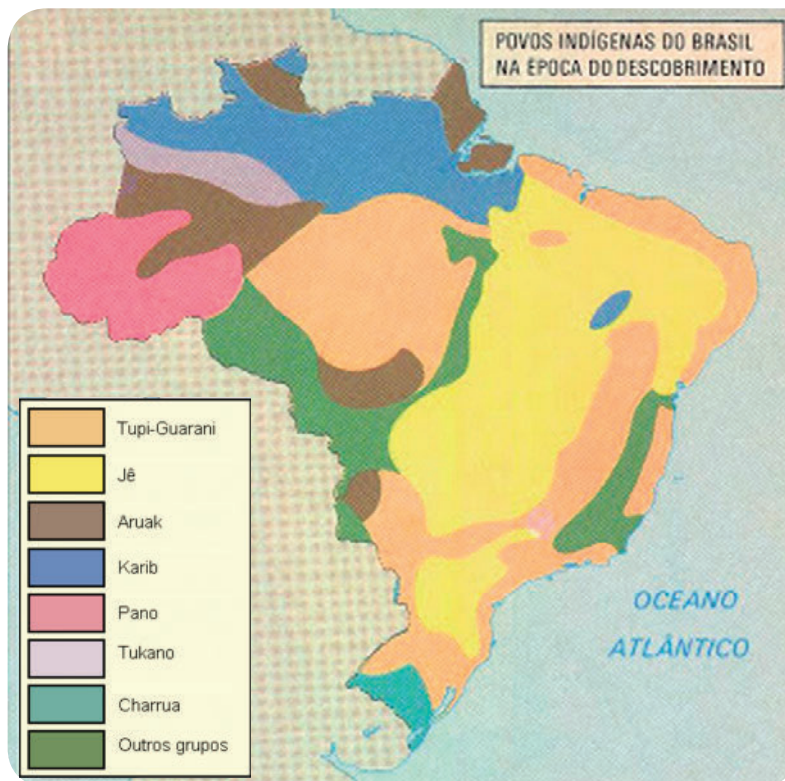 POVOS INDÍGENAS DO BRASIL
NA ÉPOCA DO DESCOBRIMENTO
Tupi-Guarani
Jê
Aruak
Karib
Pano
Tukano
Charrua
Outros grupos
OCEANO
ATLÂNTICO